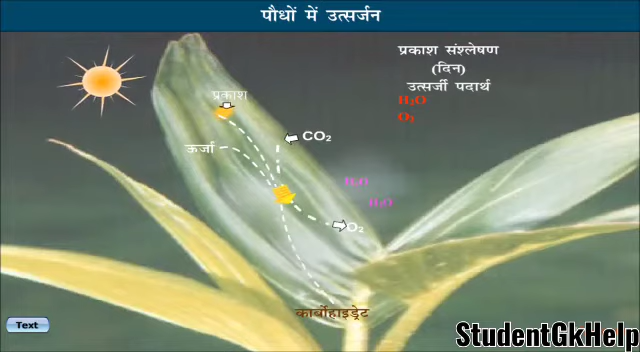 पौधों में उत्सर्जन
प्रकाश संश्लेषण
(दिन)
उत्सर्जी पदार्थ
H₂O
O₂
प्रकाश
CO₂
ऊर्जा
H₂O
H₂O
O₂
कार्बोहाइड्रेट
Text
StudentGkHelp